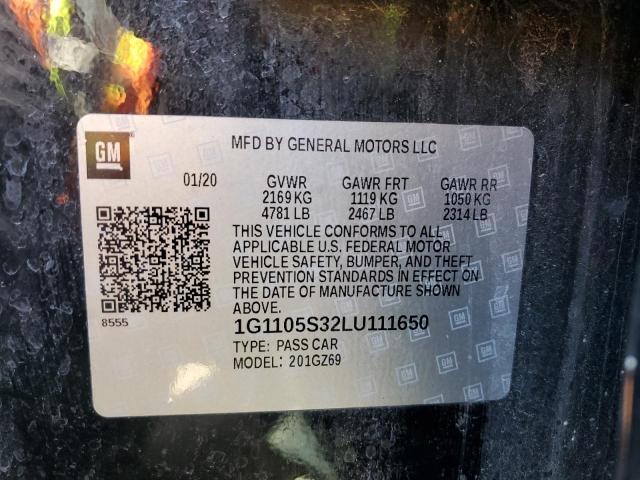 GM
MFD BY GENERAL MOTORS LLC
01/20 GVWR GAWR FRT GAWR RR
2169 KG 1119 KG 1050 KG
4781 LB 2467 LB 2314 LB
THIS VEHICLE CONFORMS TO ALL
APPLICABLE U.S. FEDERAL MOTOR
VEHICLE SAFETY, BUMPER, AND THEFT
PREVENTION STANDARDS IN EFFECT ON
THE DATE OF MANUFACTURE SHOWN
ABOVE.
8555
1G1105S32LU111650
TYPE: PASS CAR
MODEL: 201GZ69